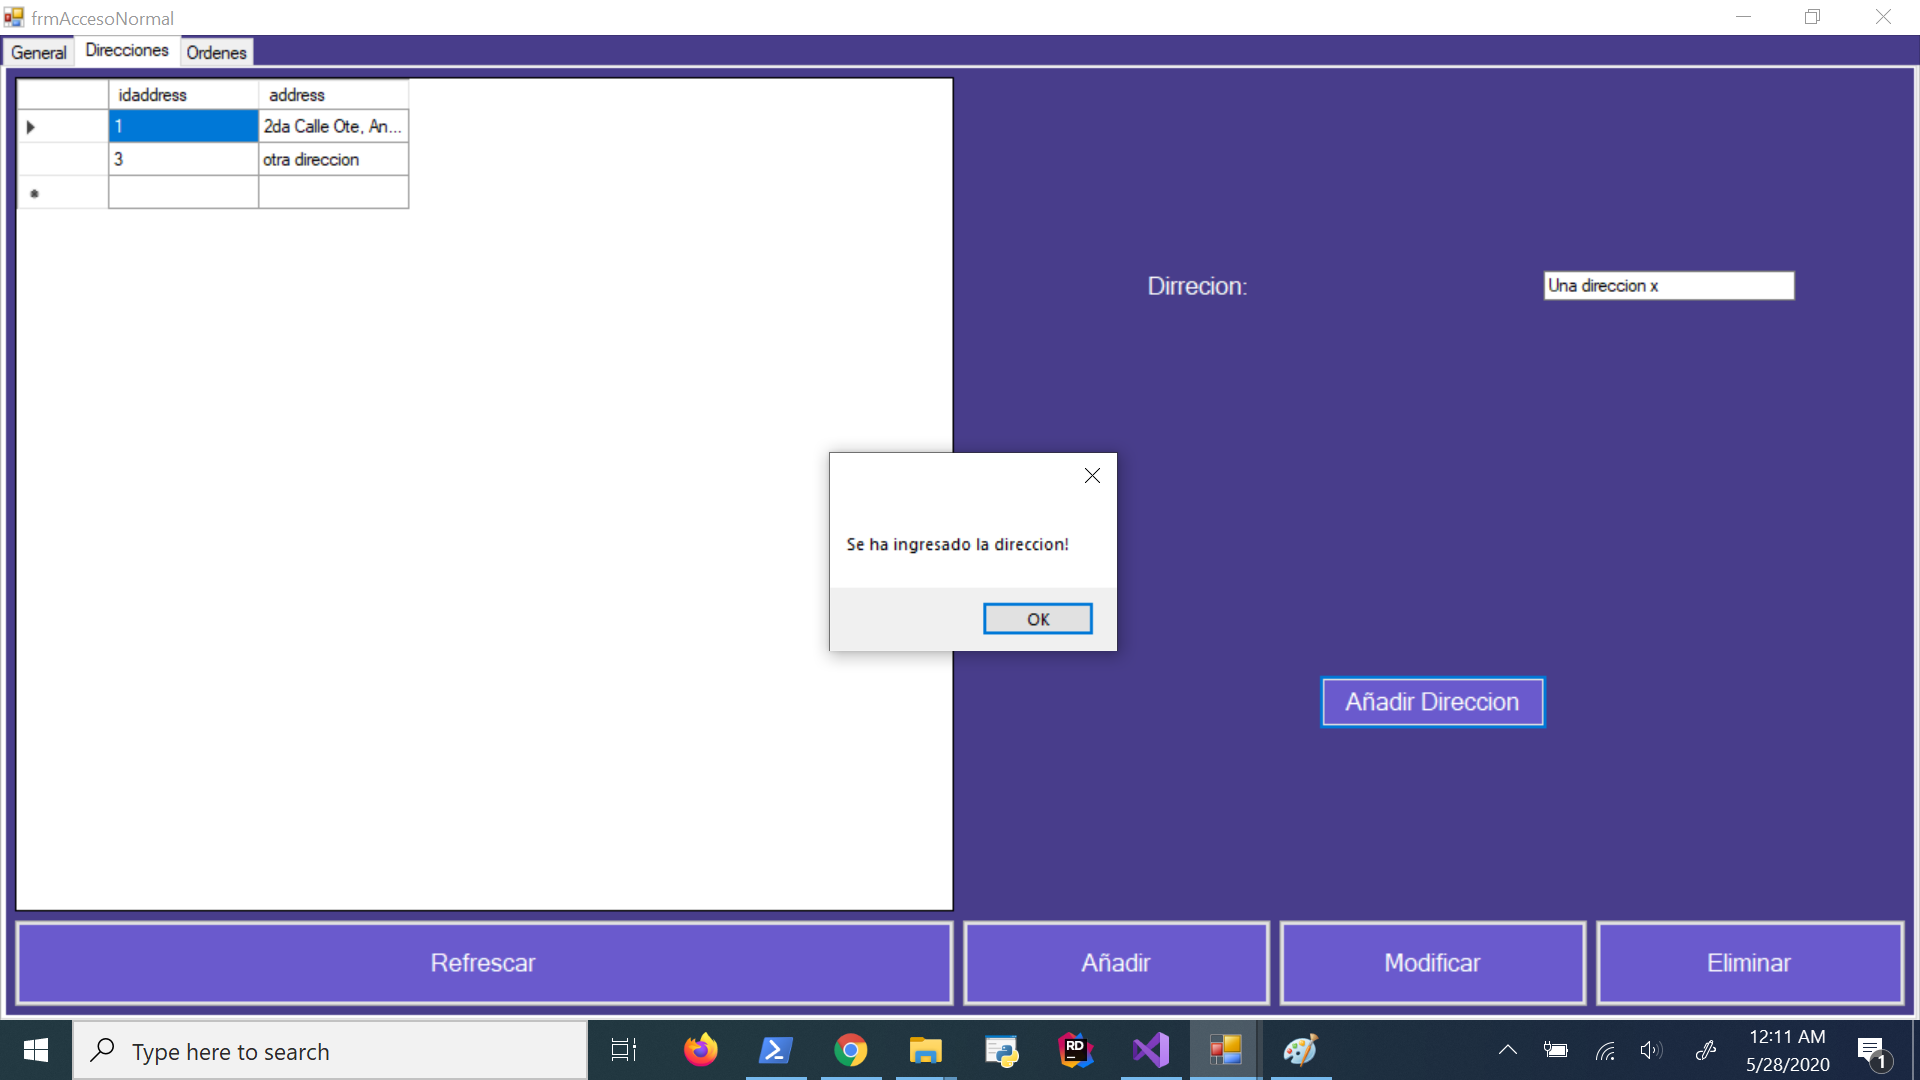 frmAccesoNormal
General Direcciones Ordenes
idaddress address
1 2da Calle Ote, An...
3 otra direccion
Dirrecion: Una direccion x
Se ha ingresado la direccion!
OK
Añadir Direccion
Refrescar Añadir Modificar Eliminar
Type here to search
RD
12:11 AM
5/28/2020
1